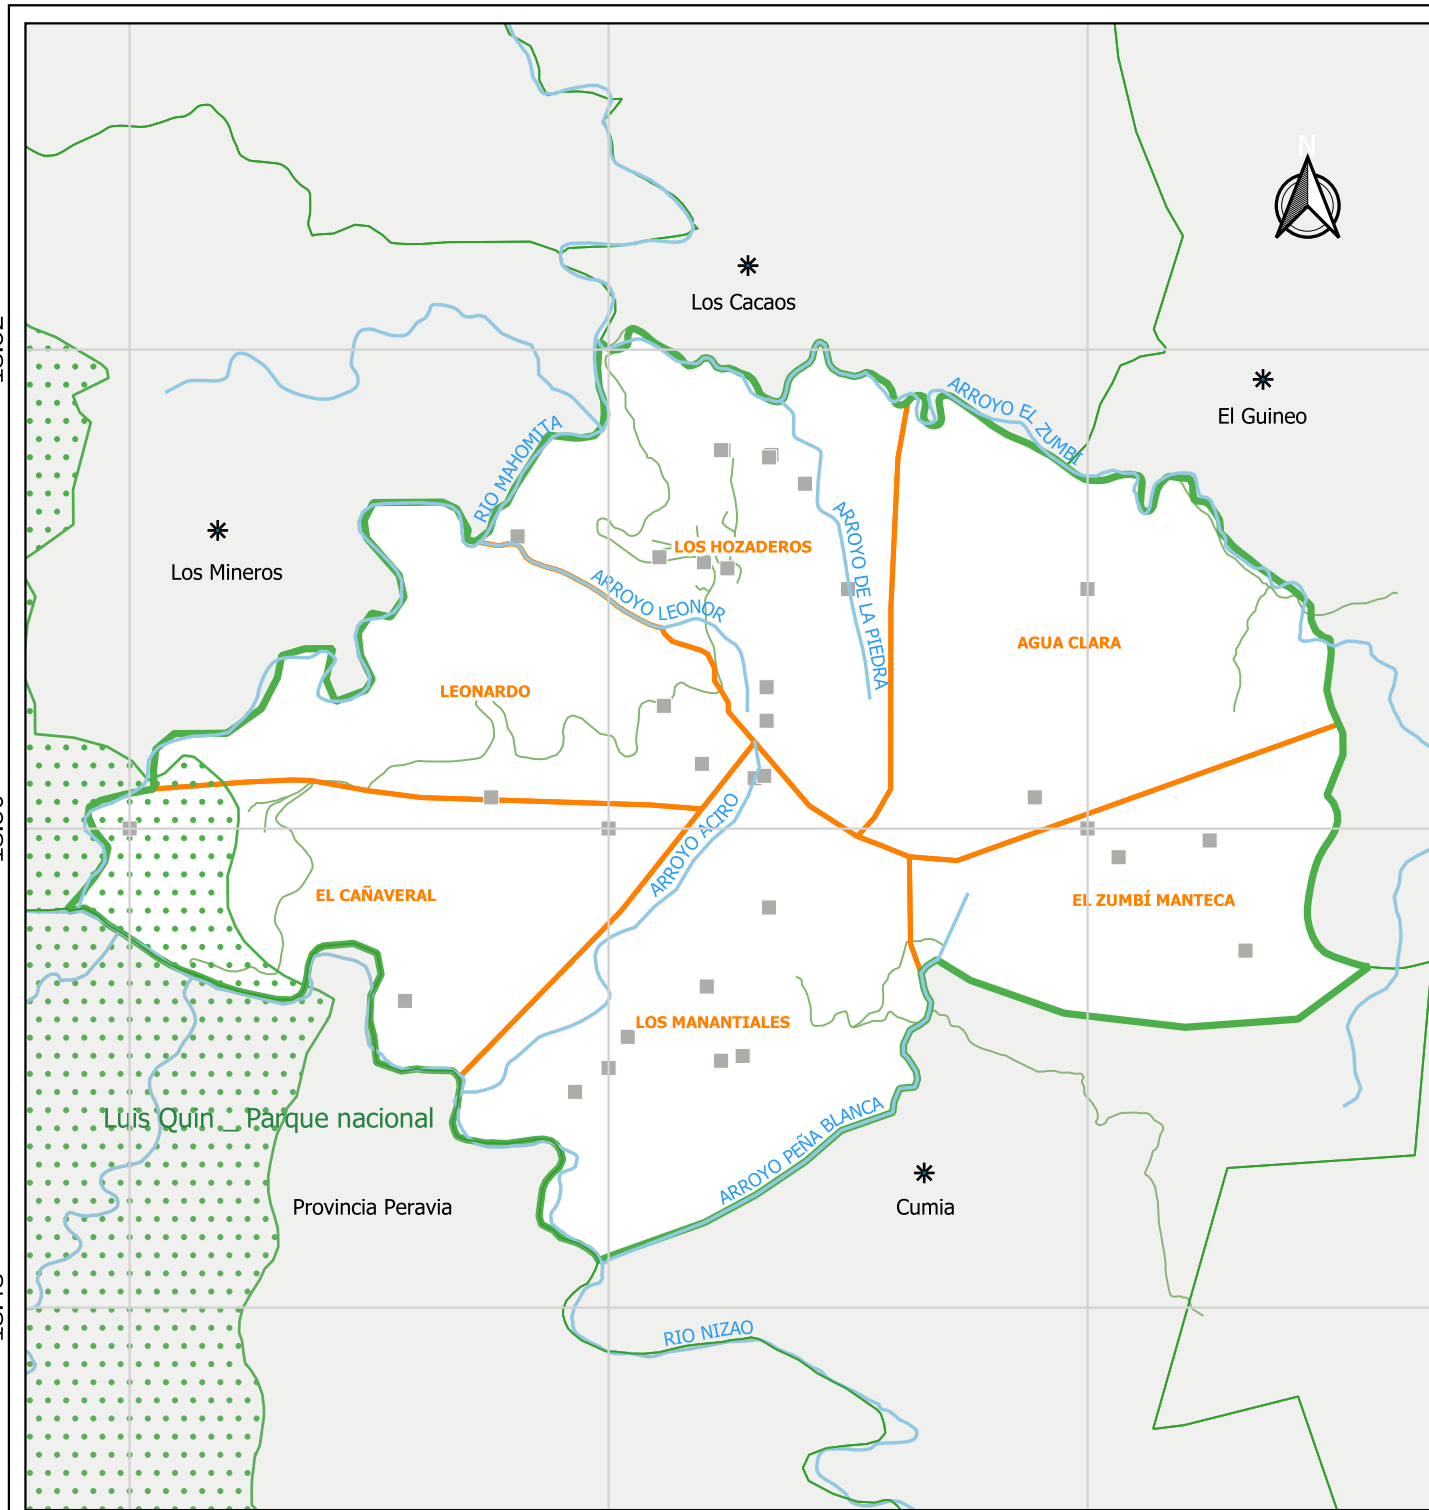 N
Los Cacaos
El Guineo
ARROYO EL ZUMBI
RIO MAHOMITA
Los Mineros
LOS HOZADEROS
ARROYO DE LA PIEDRA
ARROYO LEONOR
AGUA CLARA
LEONARDO
ARROYO ACIRO
EL CAÑAVERAL
EL ZUMBÍ MANTECA
LOS MANANTIALES
Luis Quin _ Parque nacional
ARROYO PEÑA BLANCA
Provincia Peravia
Cumia
RIO NIZAO